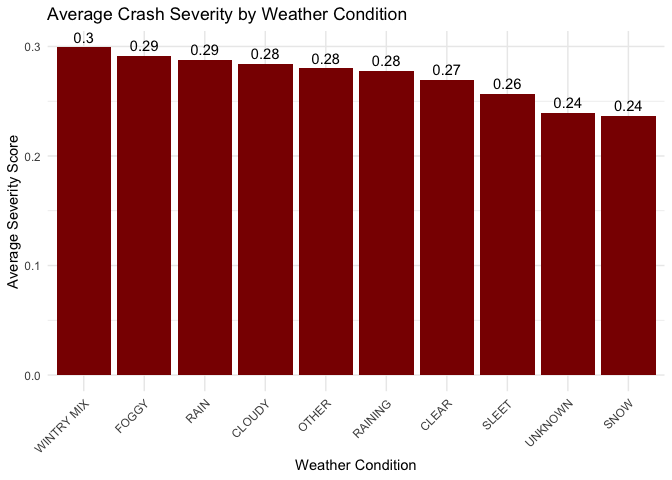 Average Crash Severity by Weather Condition
0.3 0.29 0.29 0.28 0.28 0.28 0.27 0.26 0.24 0.24
0.3
0.2
0.1
0.0
Average Severity Score
WINTRY MIX FOGGY RAIN CLOUDY OTHER RAINING CLEAR SLEET UNKNOWN SNOW
Weather Condition